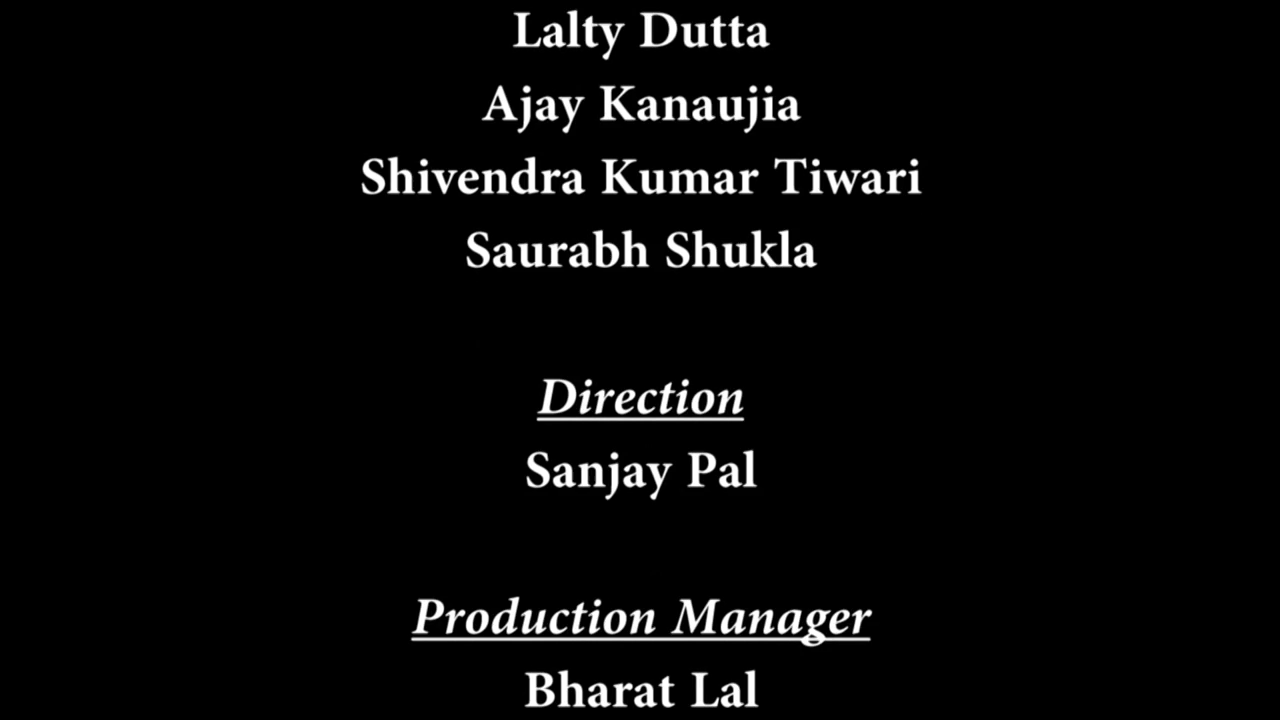 Lalty Dutta
Ajay Kanaujia
Shivendra Kumar Tiwari
Saurabh Shukla
Direction
Sanjay Pal
Production Manager
Bharat Lal